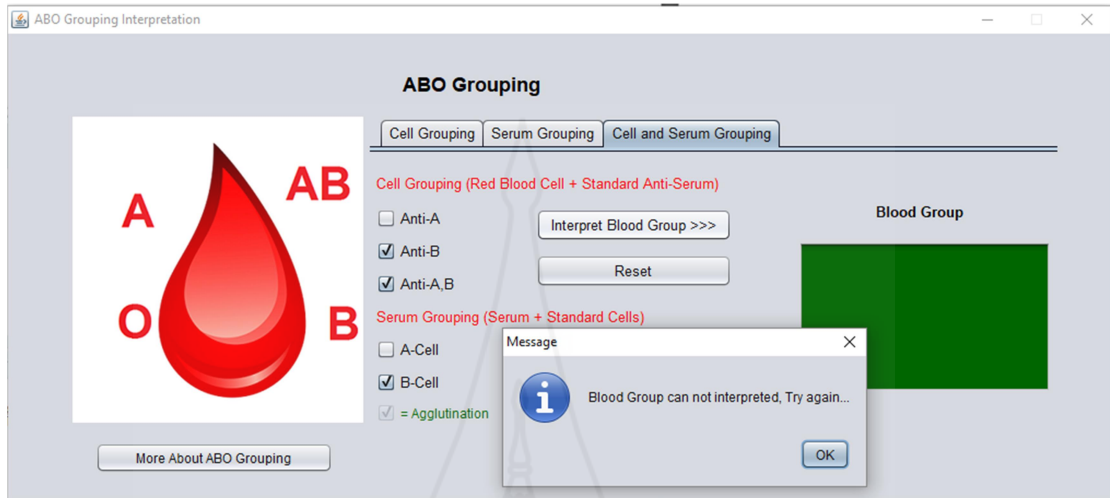 ABO Grouping Interpretation
ABO Grouping
Cell Grouping Serum Grouping Cell and Serum Grouping
A
AB
O
B
Cell Grouping (Red Blood Cell + Standard Anti-Serum)
Anti-A
Anti-B
Anti-A,B
Interpret Blood Group >>>
Reset
Blood Group
Serum Grouping (Serum + Standard Cells)
A-Cell
B-Cell
= Agglutination
Message
Blood Group can not interpreted, Try again...
OK
More About ABO Grouping